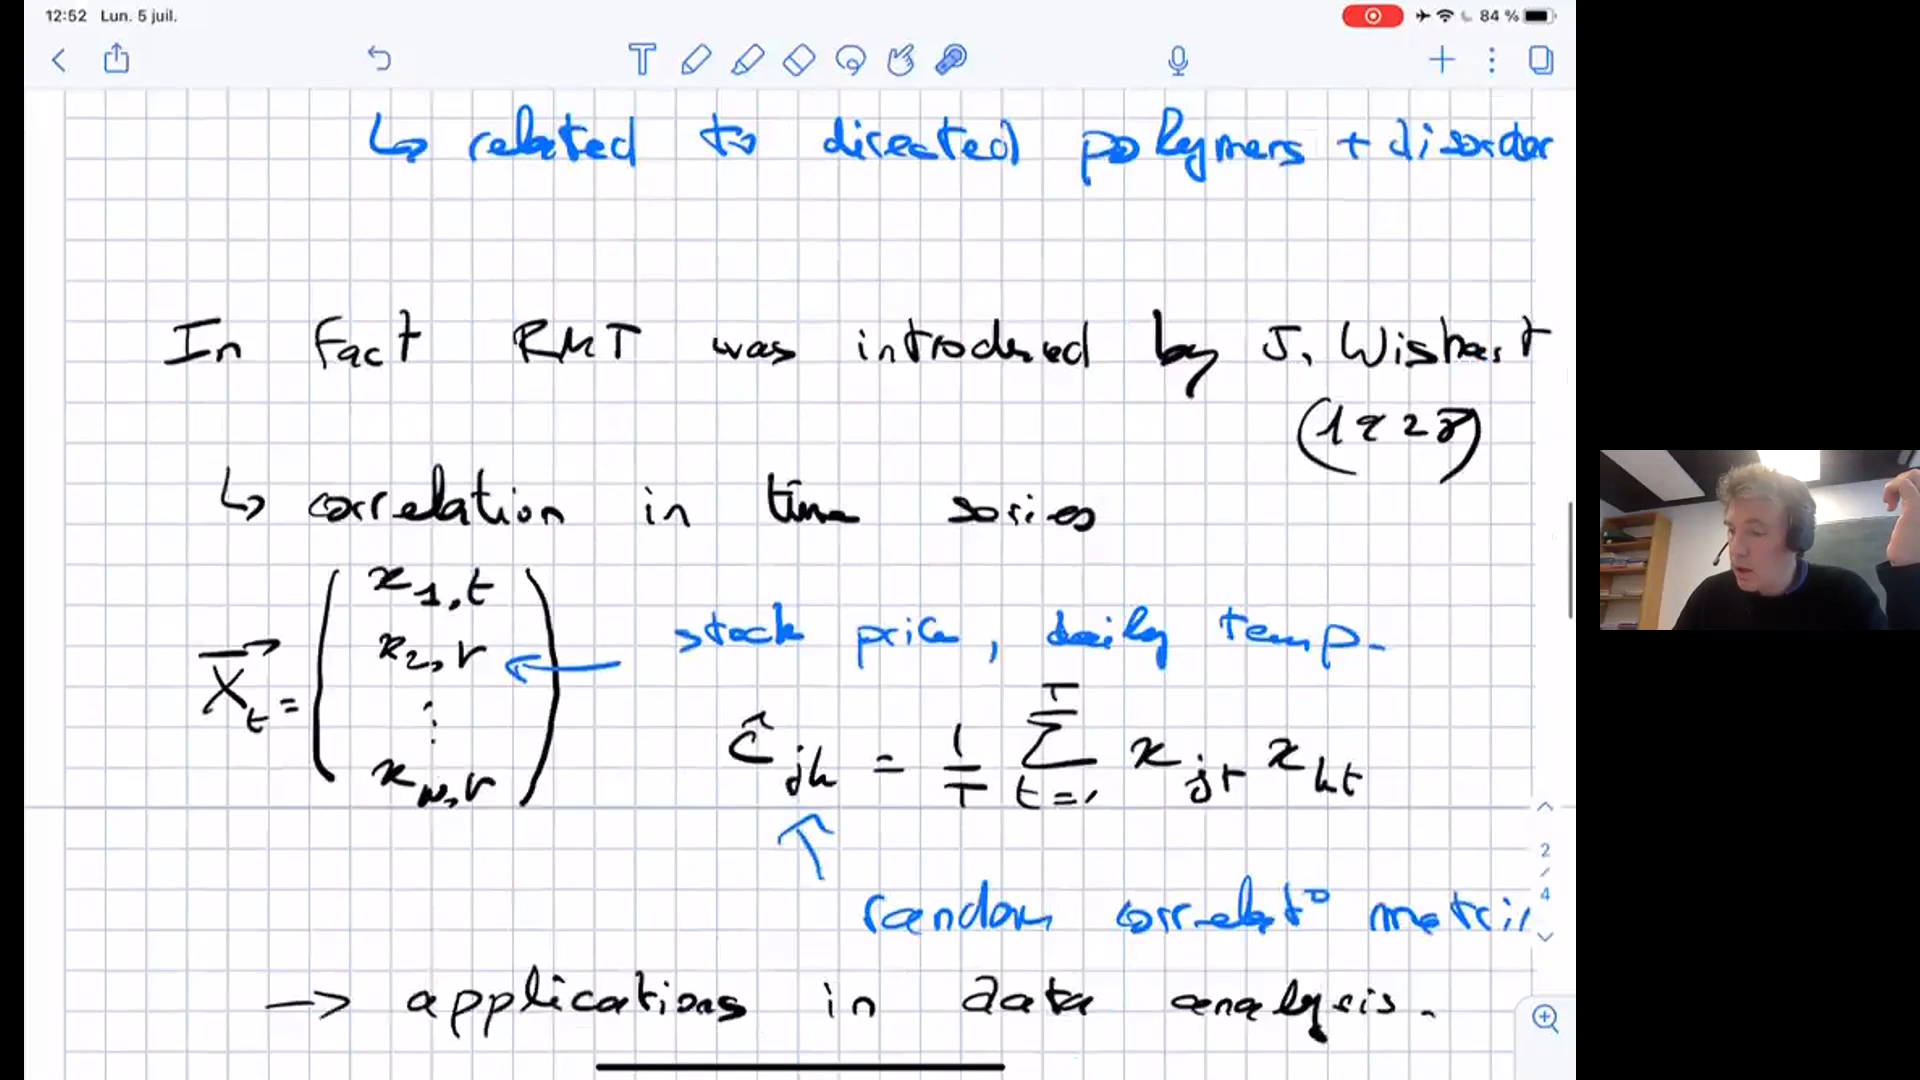 12:52 Lun. 5 juil. 84 %
↳ related to directed polymers + disorder
In fact RMT was introduced by J. Wishart
(1928)
↳ correlation in time series
x_{1,t}
x_{2,t}
⋮
x_{N,t}
\vec{X}_t =
← stock price, daily temp.
Ĉ_{jk} = 1/T \sum_{t=1}^{T} x_{jt} x_{kt}
↑
random correlat° matrix
2
/
4
→ applications in data analysis.